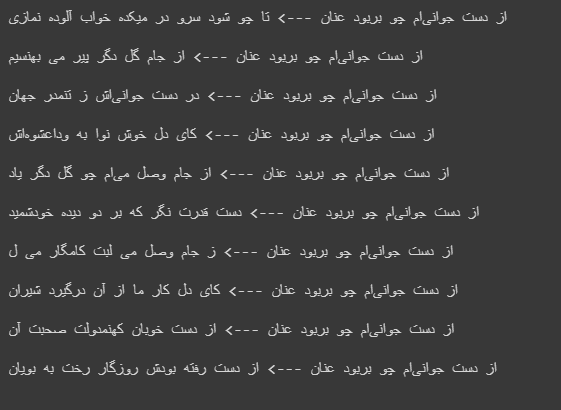 از دست جوانی‌ام چو بربود عنان ---> تا چو شود سرو در میکده خواب آلوده نمازی
از دست جوانی‌ام چو بربود عنان ---> از جام گل دگر پیر می بهنسیم
از دست جوانی‌ام چو بربود عنان ---> در دست جوانی‌اش ز تتمدر جهان
از دست جوانی‌ام چو بربود عنان ---> کای دل خوش نوا به وداعشوه‌اش
از دست جوانی‌ام چو بربود عنان ---> از جام وصل می‌ام چو گل دگر یاد
از دست جوانی‌ام چو بربود عنان ---> دست قدرت نگر که بر دو دیده خودشمید
از دست جوانی‌ام چو بربود عنان ---> ز جام وصل می لبت کامگار می ل
از دست جوانی‌ام چو بربود عنان ---> کای دل کار ما از آن درگیرد شیران
از دست جوانی‌ام چو بربود عنان ---> از دست خوبان کهنمدولت صحبت آن
از دست جوانی‌ام چو بربود عنان ---> از دست رفته بودش روزگار رخت به بویان